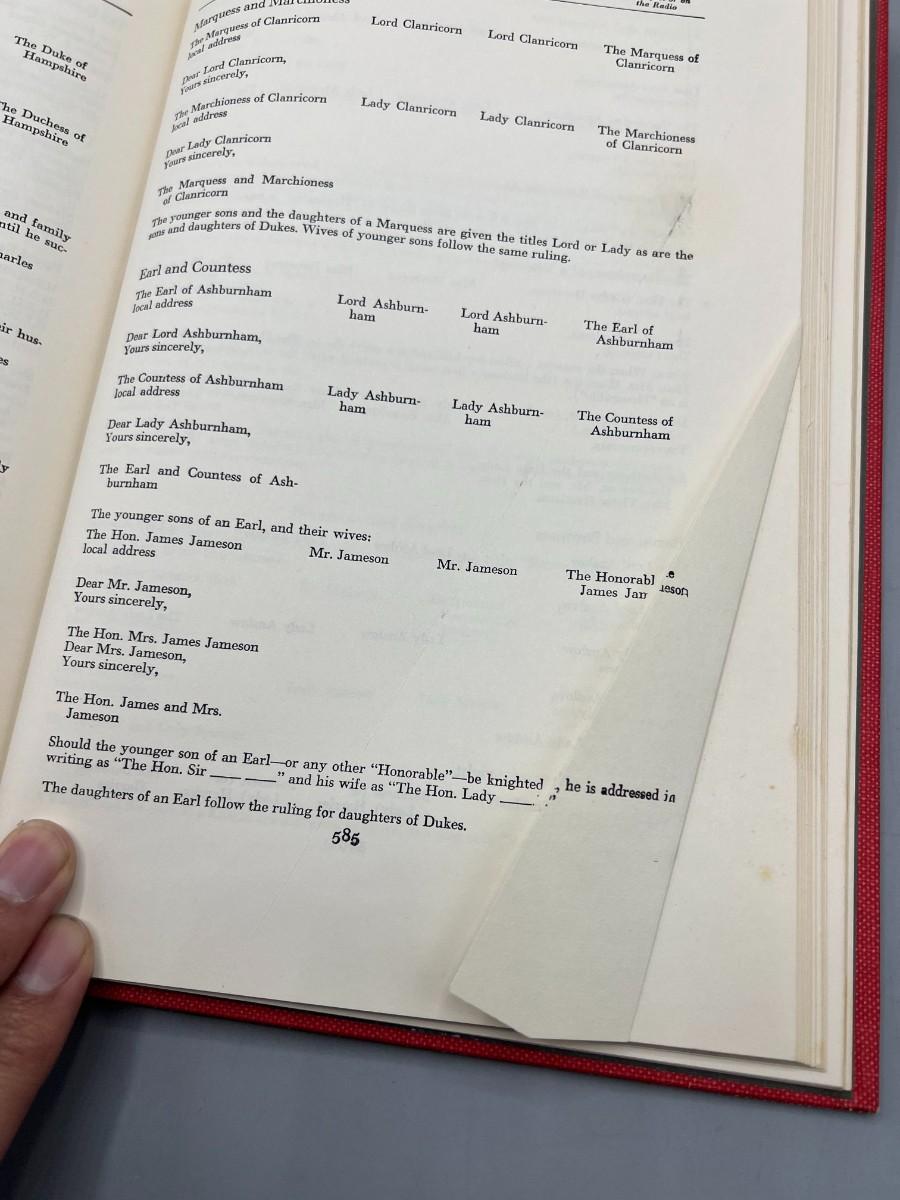 The Duke of
Hampshire
The Duchess of
Hampshire
and family
until he suc-
the Radio
Marquess and Marchioness
The Marquess of Clanricorn Lord Clanricorn Lord Clanricorn The Marquess of
local address Clanricorn
Dear Lord Clanricorn,
Yours sincerely,
The Marchioness of Clanricorn Lady Clanricorn Lady Clanricorn The Marchioness
local address of Clanricorn
Dear Lady Clanricorn
Yours sincerely,
The Marquess and Marchioness
of Clanricorn
The younger sons and the daughters of a Marquess are given the titles Lord or Lady as are the
sons and daughters of Dukes. Wives of younger sons follow the same ruling.
Earl and Countess
The Earl of Ashburnham Lord Ashburn- Lord Ashburn- The Earl of
local address ham ham Ashburnham
Dear Lord Ashburnham,
Yours sincerely,
The Countess of Ashburnham Lady Ashburn- Lady Ashburn- The Countess of
local address ham ham Ashburnham
Dear Lady Ashburnham,
Yours sincerely,
The Earl and Countess of Ash-
burnham
The younger sons of an Earl, and their wives:
The Hon. James Jameson Mr. Jameson Mr. Jameson The Honorable
local address James Jameson
Dear Mr. Jameson,
Yours sincerely,
The Hon. Mrs. James Jameson
Dear Mrs. Jameson,
Yours sincerely,
The Hon. James and Mrs.
Jameson
Should the younger son of an Earl—or any other "Honorable"—be knighted, he is addressed in
writing as "The Hon. Sir ___ ___" and his wife as "The Hon. Lady ___."
The daughters of an Earl follow the ruling for daughters of Dukes.
585